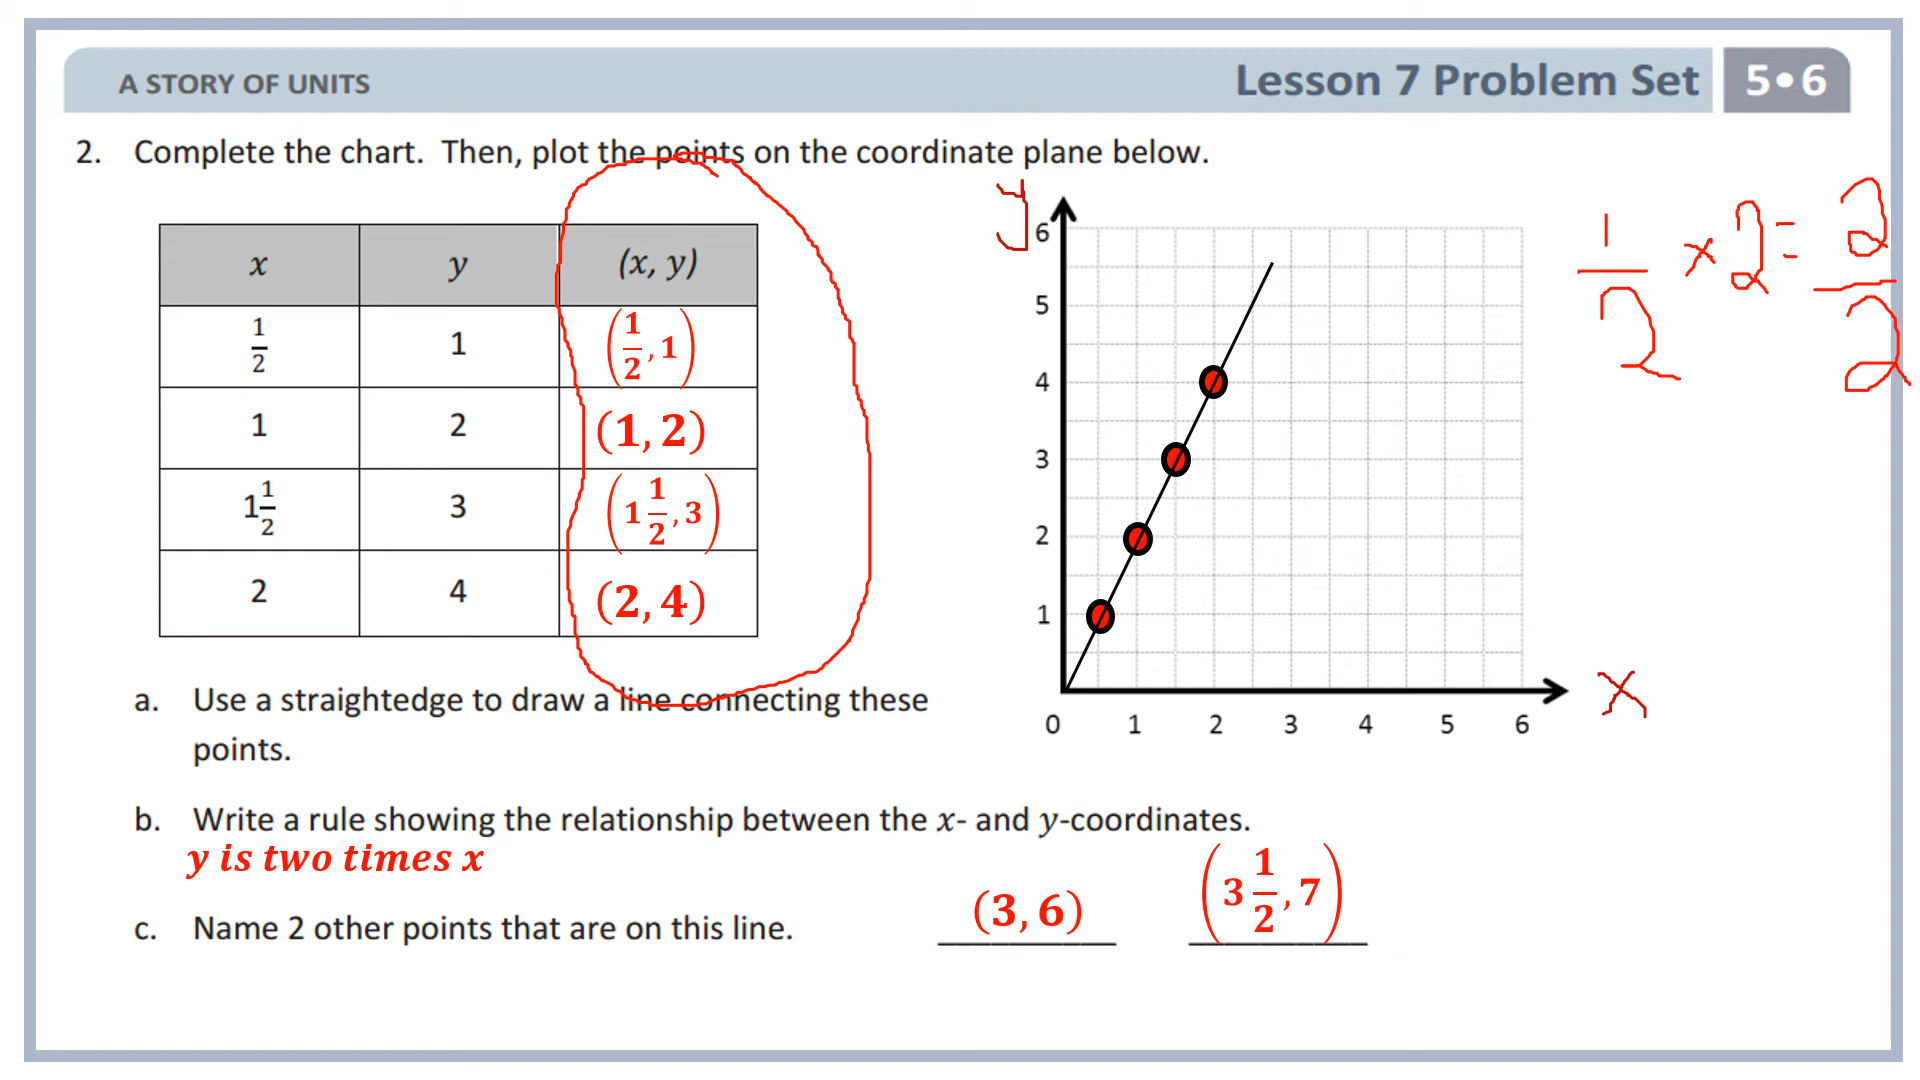 A STORY OF UNITS
Lesson 7 Problem Set 5•6
2. Complete the chart. Then, plot the points on the coordinate plane below.
x y (x, y)
1/2 1 (1/2, 1)
1 2 (1, 2)
1 1/2 3 (1 1/2, 3)
2 4 (2, 4)
y
6
5
4
3
2
1
0 1 2 3 4 5 6
x
1/2 x 2 = 2/2
a. Use a straightedge to draw a line connecting these
points.
b. Write a rule showing the relationship between the x- and y-coordinates.
y is two times x
c. Name 2 other points that are on this line. (3, 6) (3 1/2, 7)